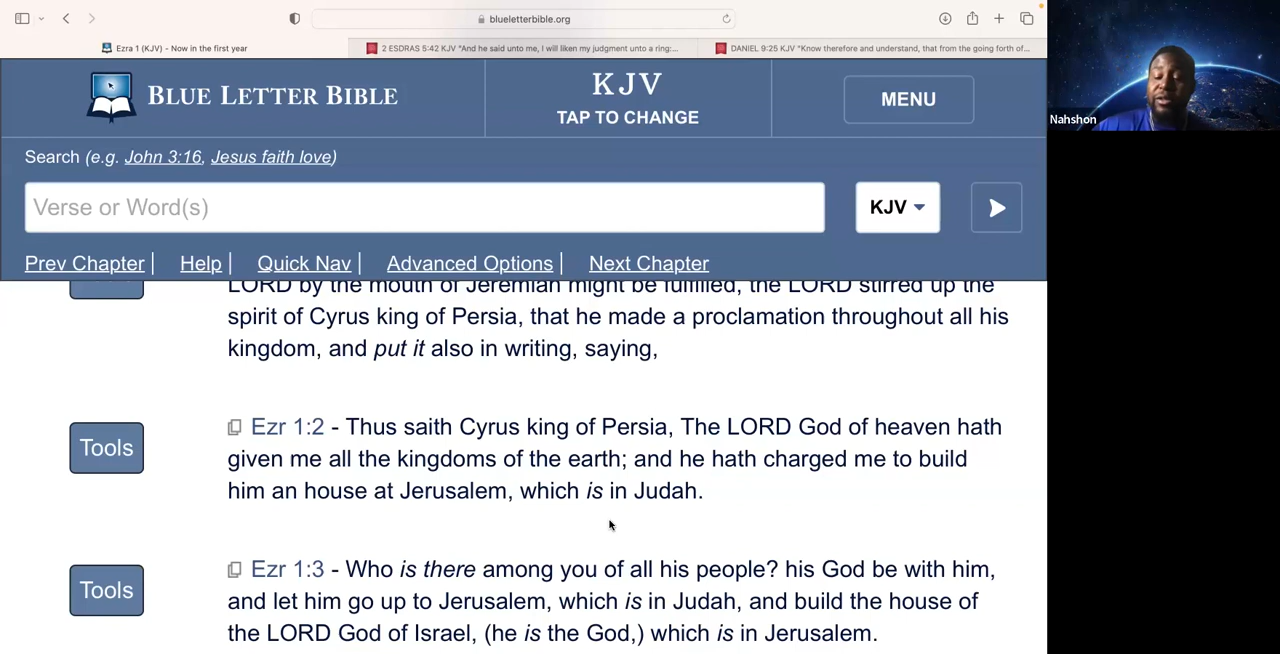 blueletterbible.org
Ezra 1 (KJV) - Now in the first year
2 ESDRAS 5:42 KJV "And he said unto me, I will liken my judgment unto a ring:...
DANIEL 9:25 KJV "Know therefore and understand, that from the going forth of...
BLUE LETTER BIBLE
KJV
TAP TO CHANGE
MENU
Nahshon
Search (e.g. John 3:16, Jesus faith love)
Verse or Word(s)
KJV
Prev Chapter | Help | Quick Nav | Advanced Options | Next Chapter
LORD by the mouth of Jeremiah might be fulfilled, the LORD stirred up the
spirit of Cyrus king of Persia, that he made a proclamation throughout all his
kingdom, and put it also in writing, saying,
Tools
Ezr 1:2 - Thus saith Cyrus king of Persia, The LORD God of heaven hath
given me all the kingdoms of the earth; and he hath charged me to build
him an house at Jerusalem, which is in Judah.
Tools
Ezr 1:3 - Who is there among you of all his people? his God be with him,
and let him go up to Jerusalem, which is in Judah, and build the house of
the LORD God of Israel, (he is the God,) which is in Jerusalem.